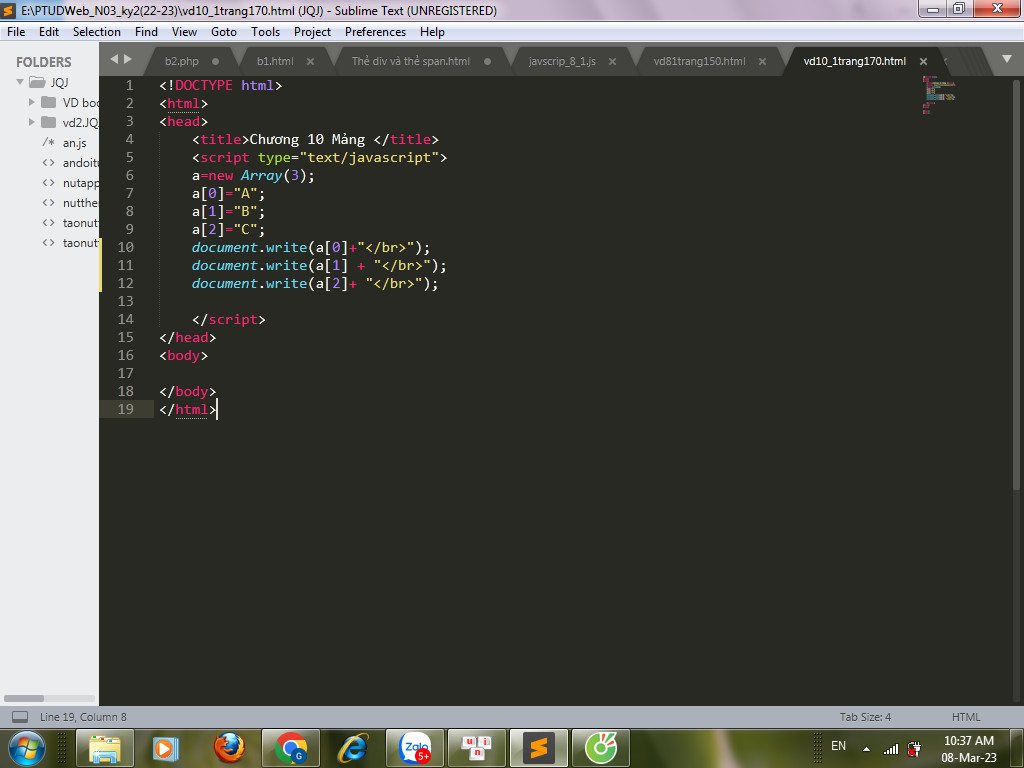 E:\PTUDWeb_N03_ky2(22-23)\vd10_1trang170.html (JQJ) - Sublime Text (UNREGISTERED)
File Edit Selection Find View Goto Tools Project Preferences Help
FOLDERS
JQJ
VD boo
vd2.JQ
/* an.js
<> andoitu
<> nutapp
<> nutthe
<> taonut
<> taonut
b2.php b1.html Thẻ div và thẻ span.html javscrip_8_1.js vd81trang150.html vd10_1trang170.html
1 <!DOCTYPE html>
2 <html>
3 <head>
4 <title>Chương 10 Mảng </title>
5 <script type="text/javascript">
6 a=new Array(3);
7 a[0]="A";
8 a[1]="B";
9 a[2]="C";
10 document.write(a[0]+"</br>");
11 document.write(a[1] + "</br>");
12 document.write(a[2]+ "</br>");
13
14 </script>
15 </head>
16 <body>
17
18 </body>
19 </html>
Line 19, Column 8 Tab Size: 4 HTML
G
Zalo
5+
u i n
EN
10:37 AM
08-Mar-23